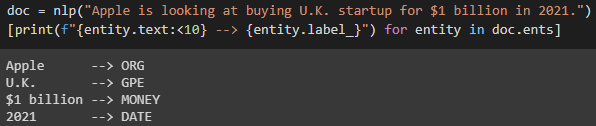 doc = nlp("Apple is looking at buying U.K. startup for $1 billion in 2021.")
[print(f"{entity.text:<10} --> {entity.label_}") for entity in doc.ents]
Apple      --> ORG
U.K.       --> GPE
$1 billion --> MONEY
2021       --> DATE